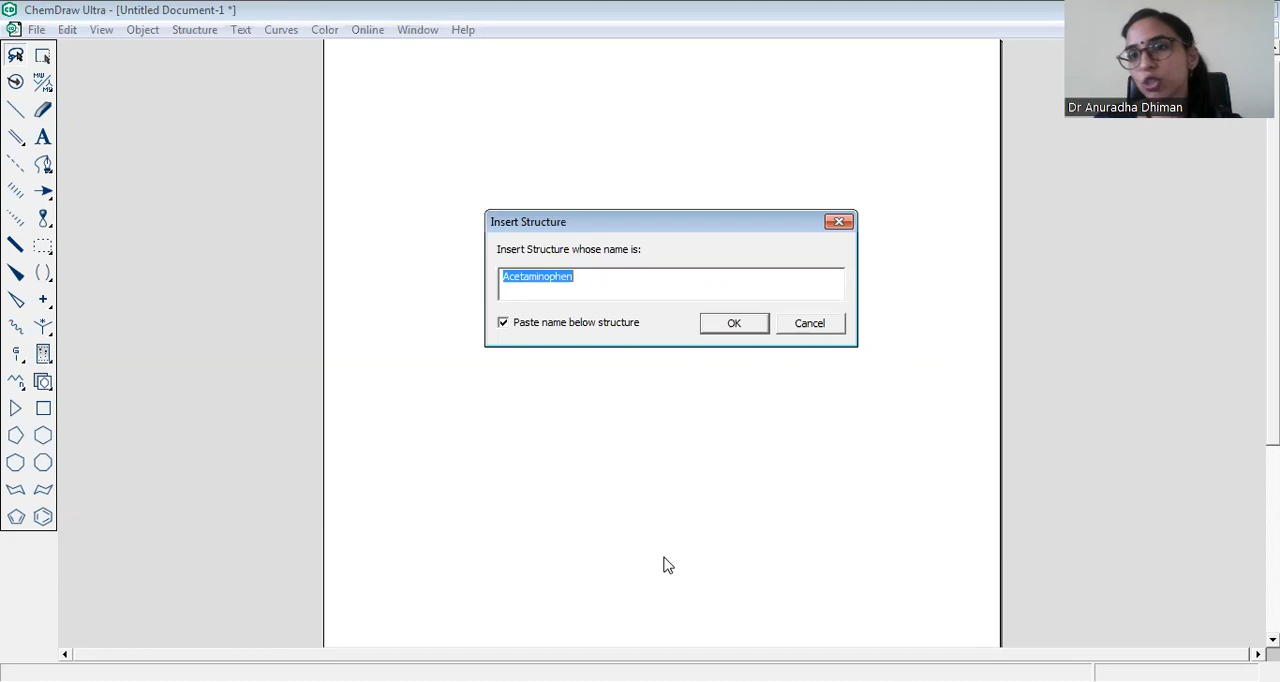 ChemDraw Ultra - [Untitled Document-1 *]
File Edit View Object Structure Text Curves Color Online Window Help
Dr Anuradha Dhiman
Insert Structure
Insert Structure whose name is:
Acetaminophen
Paste name below structure
OK
Cancel